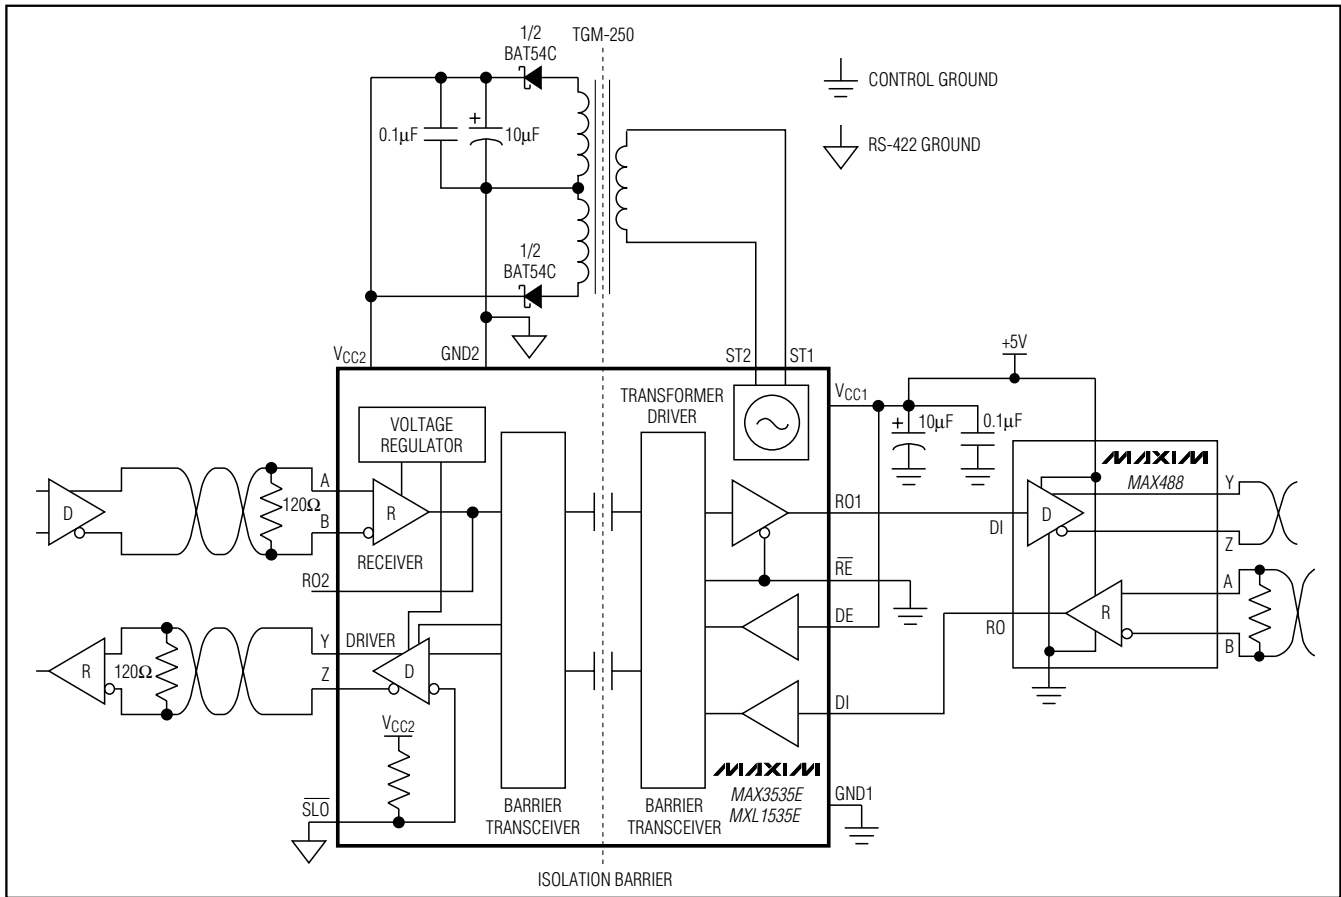 1/2
BAT54C
TGM-250
CONTROL GROUND
0.1µF
+
10µF
RS-422 GROUND
1/2
BAT54C
VCC2
GND2
ST2
ST1
+5V
VCC1
TRANSFORMER
DRIVER
VOLTAGE
REGULATOR
+
10µF
0.1µF
MAXIM
MAX488
A
B
D
120Ω
R
RECEIVER
RO1
DI
D
Y
Z
RO2
RE
A
B
R
RO
DE
Y
Z
DRIVER
D
R
120Ω
DI
VCC2
SLO
MAXIM
MAX3535E
MXL1535E
GND1
BARRIER
TRANSCEIVER
BARRIER
TRANSCEIVER
ISOLATION BARRIER